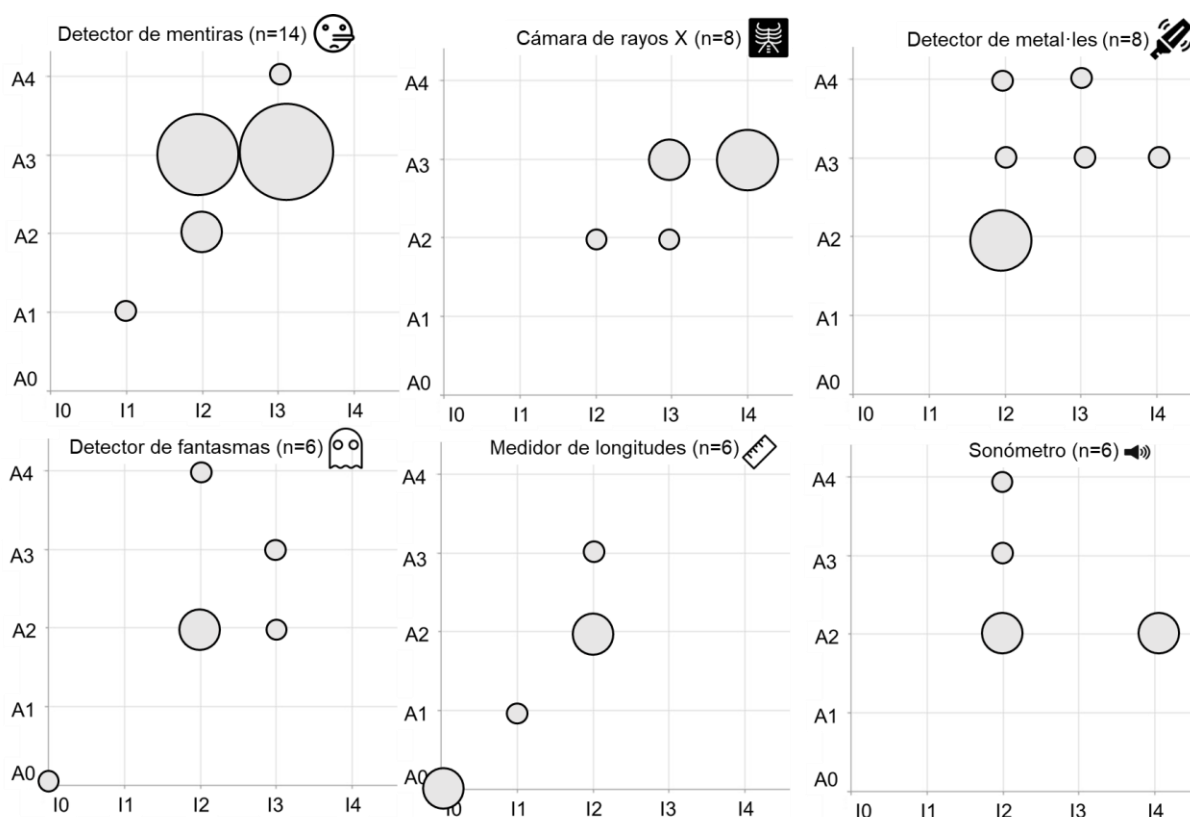 Detector de mentiras (n=14)
A4
A3
A2
A1
A0
I0 I1 I2 I3 I4
Cámara de rayos X (n=8)
A4
A3
A2
A1
A0
I0 I1 I2 I3 I4
Detector de metal·les (n=8)
A4
A3
A2
A1
A0
I0 I1 I2 I3 I4
Detector de fantasmas (n=6)
A4
A3
A2
A1
A0
I0 I1 I2 I3 I4
Medidor de longitudes (n=6)
A4
A3
A2
A1
A0
I0 I1 I2 I3 I4
Sonómetro (n=6)
A4
A3
A2
A1
A0
I0 I1 I2 I3 I4